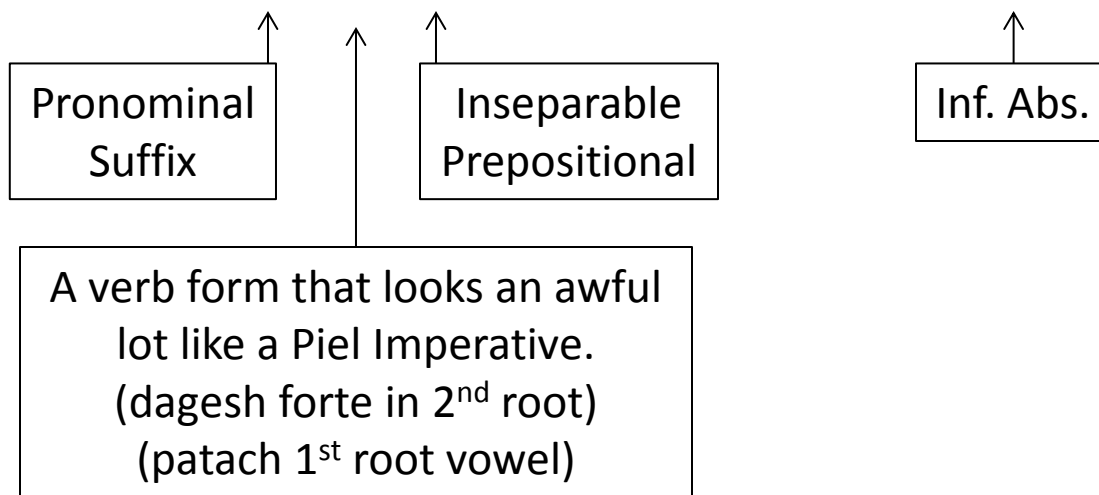 Pronominal
Suffix
Inseparable
Prepositional
Inf. Abs.
A verb form that looks an awful
lot like a Piel Imperative.
(dagesh forte in 2nd root)
(patach 1st root vowel)